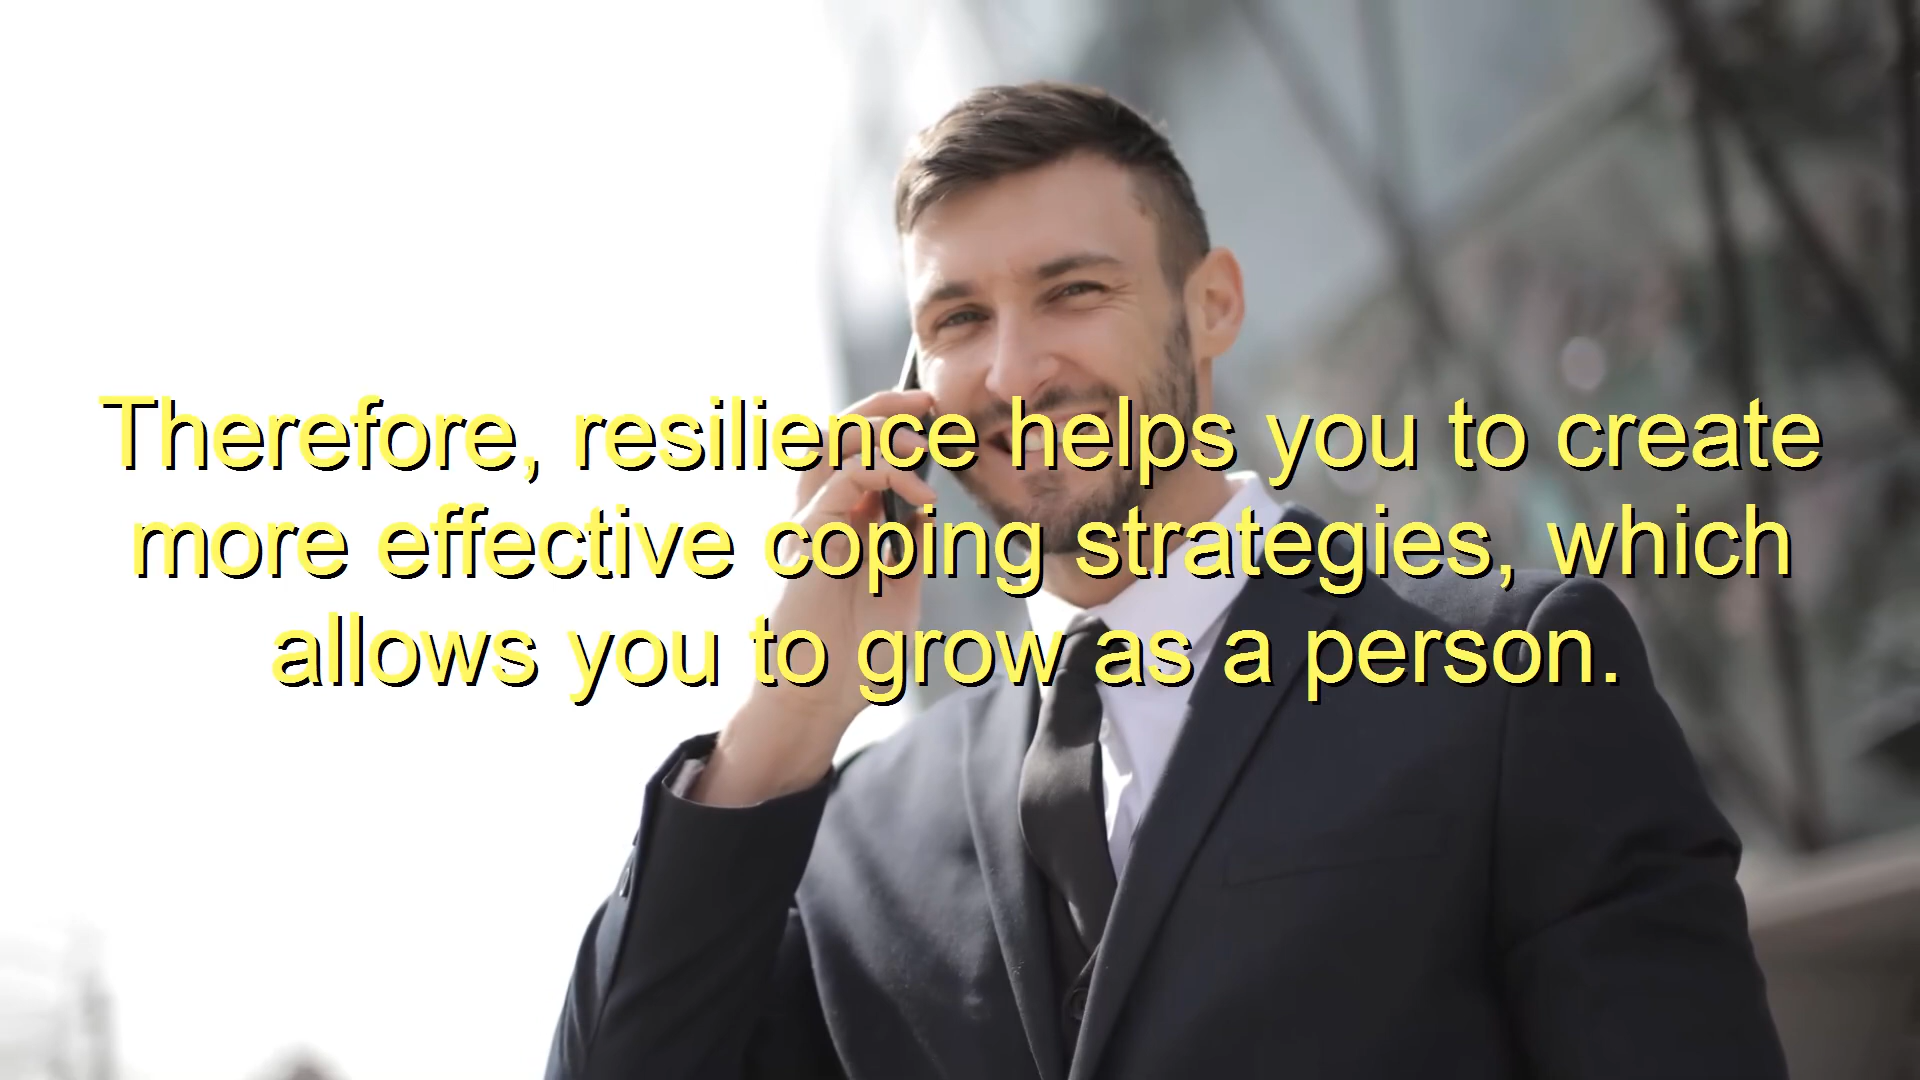 Therefore, resilience helps you to create
more effective coping strategies, which
allows you to grow as a person.